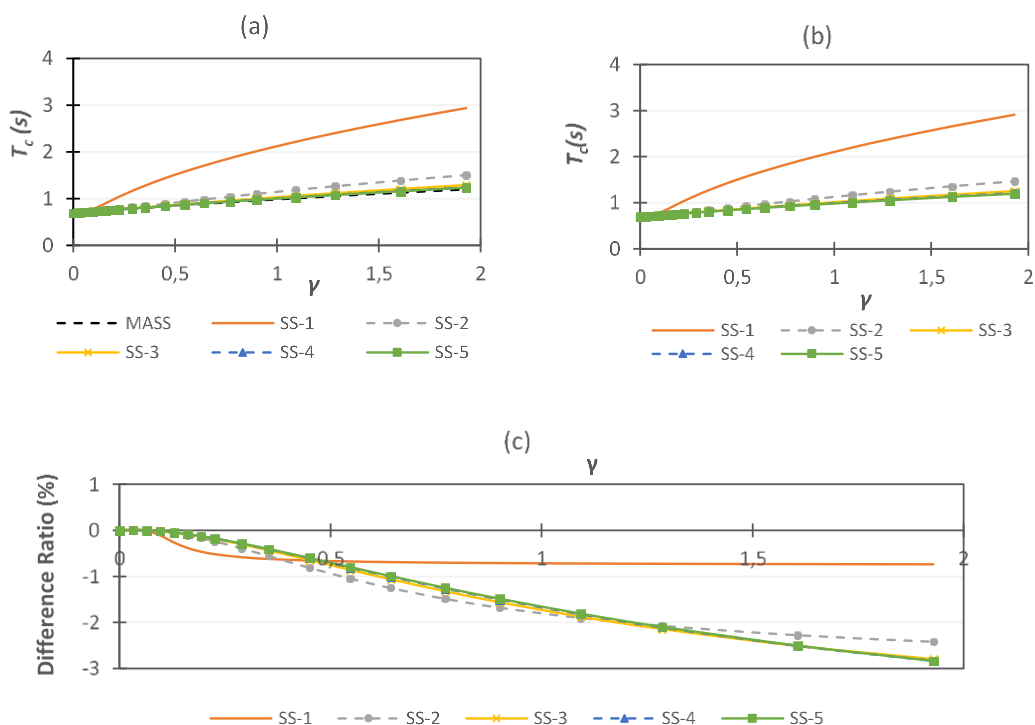 (a)
4
3
2
1
0
T_c (s)
0 0,5 1 1,5 2
γ
MASS SS-1 SS-2
SS-3 SS-4 SS-5
(b)
4
3
2
1
0
T_c(s)
0 0,5 1 1,5 2
γ
SS-1 SS-2 SS-3
SS-4 SS-5
(c)
γ
Difference Ratio (%)
1
0
-1
-2
-3
0 0,5 1 1,5 2
SS-1 SS-2 SS-3 SS-4 SS-5